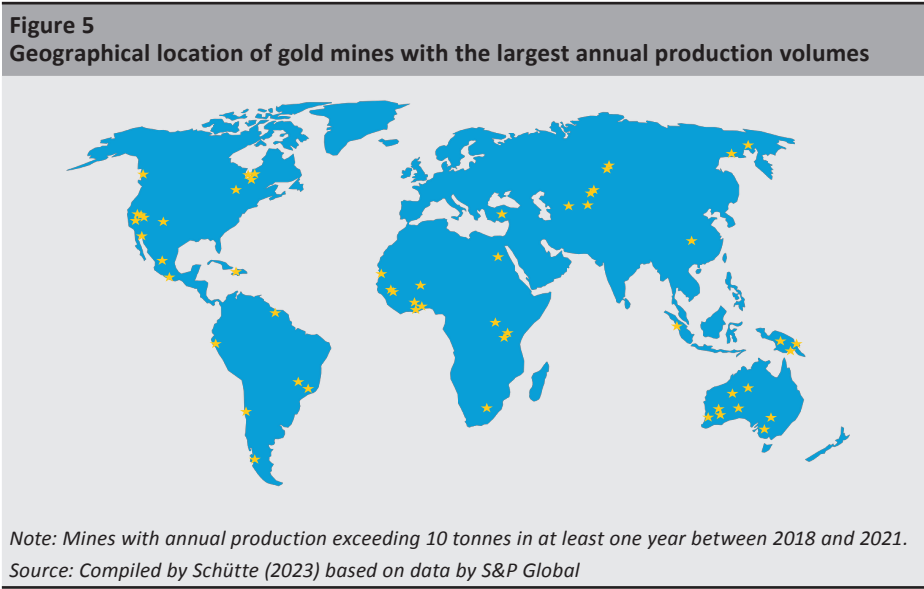 Figure 5
Geographical location of gold mines with the largest annual production volumes
Note: Mines with annual production exceeding 10 tonnes in at least one year between 2018 and 2021.
Source: Compiled by Schütte (2023) based on data by S&P Global